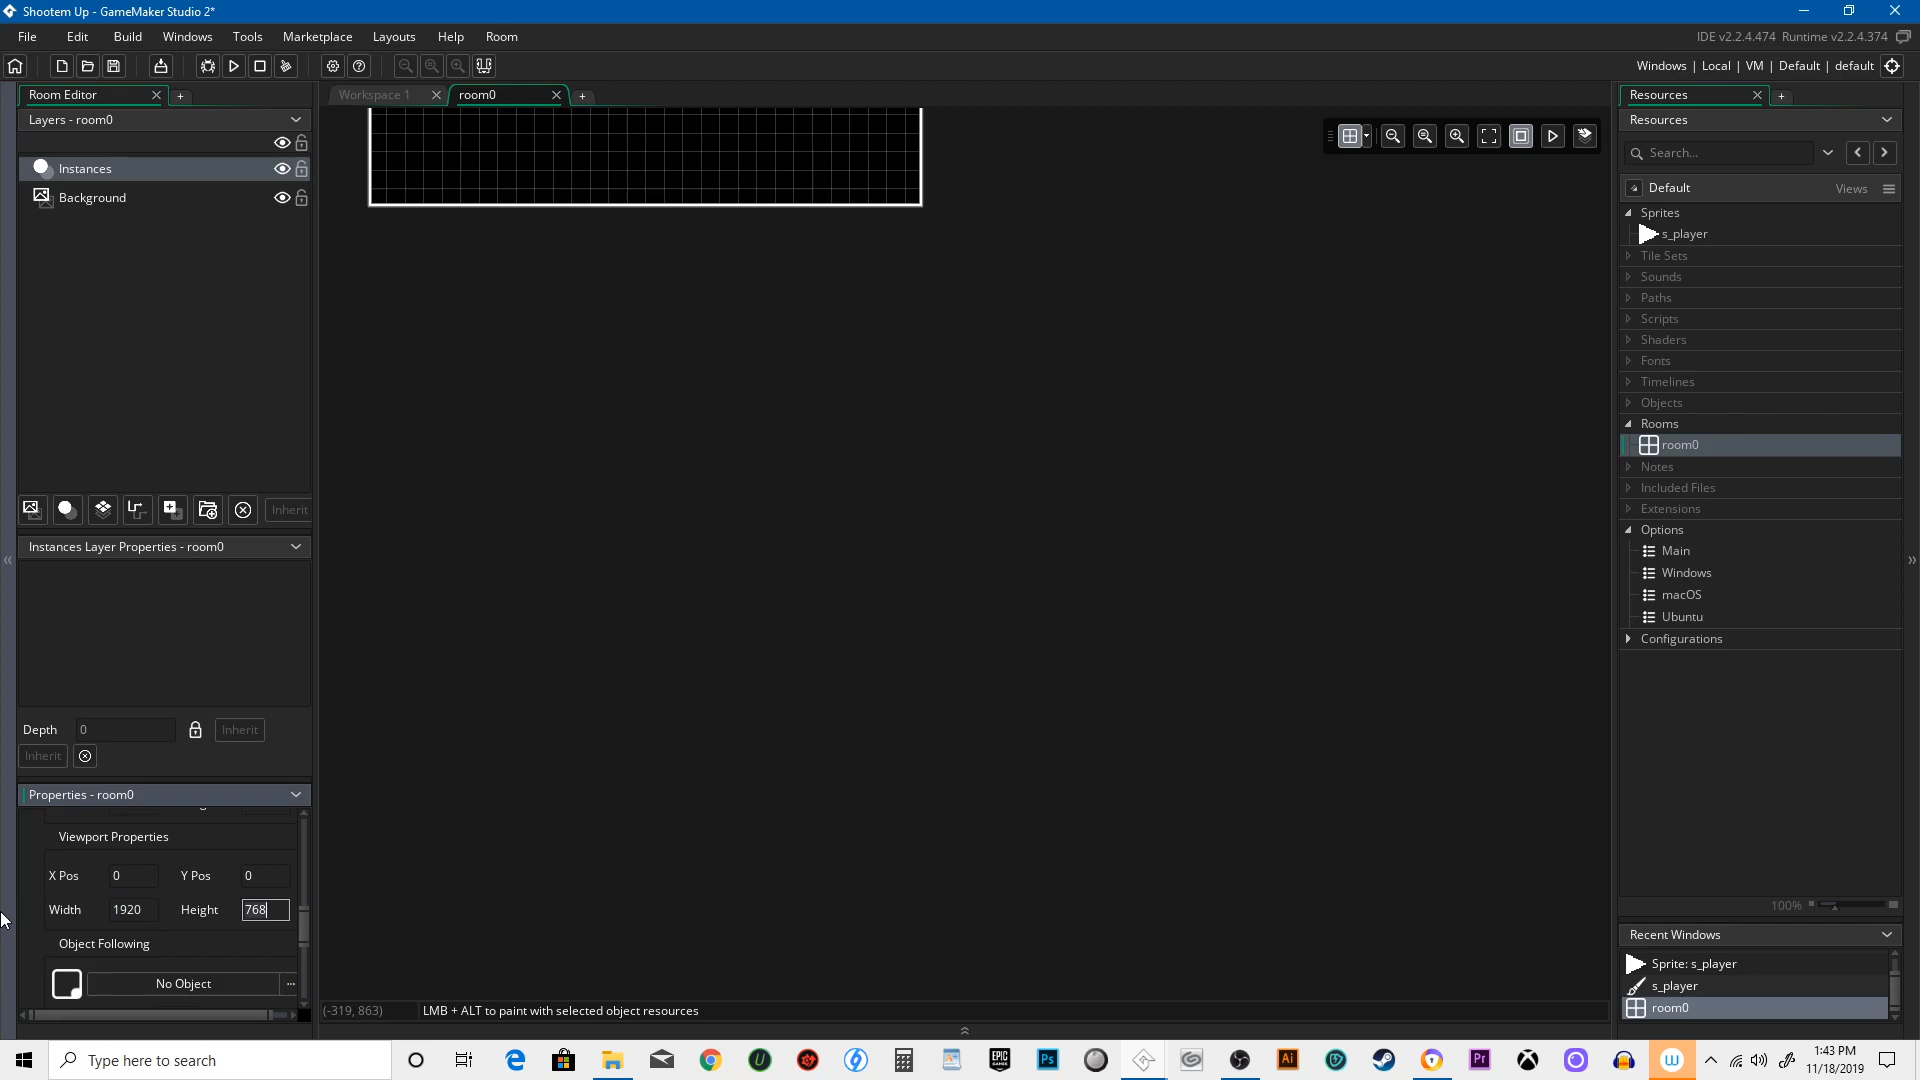 Shootem Up - GameMaker Studio 2*
File Edit Build Windows Tools Marketplace Layouts Help Room
IDE v2.2.4.474 Runtime v2.2.4.374
Windows | Local | VM | Default | default
Room Editor
Workspace 1
room0
Resources
Layers - room0
Resources
Search...
Instances
Default
Views
Background
Sprites
s_player
Tile Sets
Sounds
Paths
Scripts
Shaders
Fonts
Timelines
Objects
Rooms
room0
Notes
Included Files
Extensions
Options
Main
Windows
macOS
Ubuntu
Configurations
Inherit
Instances Layer Properties - room0
Depth 0 Inherit
Inherit
Properties - room0
Viewport Properties
X Pos 0 Y Pos 0
Width 1920 Height 768
Object Following
No Object ...
100%
Recent Windows
Sprite: s_player
s_player
room0
(-319, 863) LMB + ALT to paint with selected object resources
Type here to search
EPIC GAMES
Ps
Ai
Pr
1:43 PM
11/18/2019